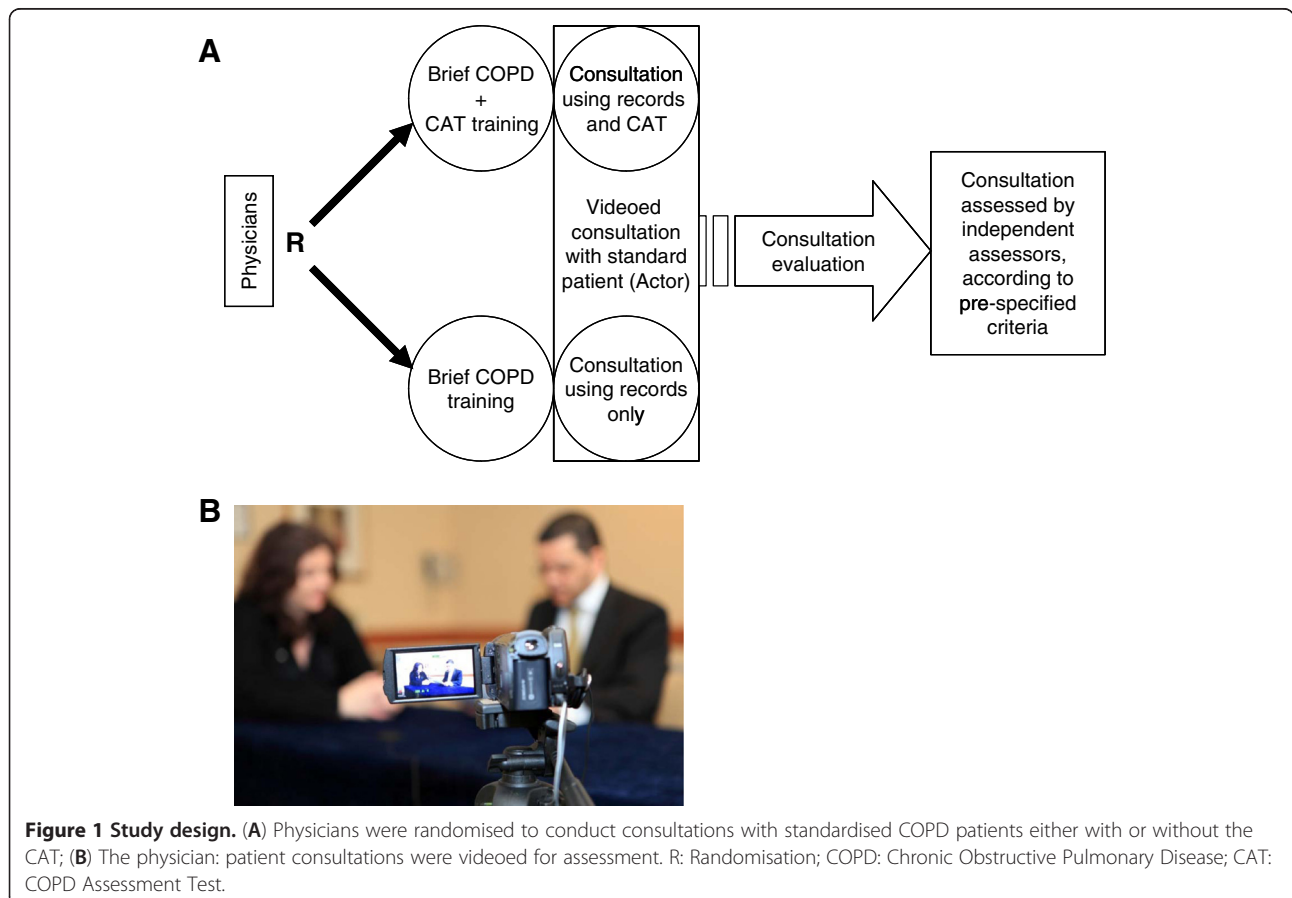 A
Physicians
R
Brief COPD
+
CAT training
Consultation
using records
and CAT
Videoed
consultation
with standard
patient (Actor)
Brief COPD
training
Consultation
using records
only
Consultation
evaluation
Consultation
assessed by
independent
assessors,
according to
pre-specified
criteria
B
Figure 1 Study design. (A) Physicians were randomised to conduct consultations with standardised COPD patients either with or without the
CAT; (B) The physician: patient consultations were videoed for assessment. R: Randomisation; COPD: Chronic Obstructive Pulmonary Disease; CAT:
COPD Assessment Test.